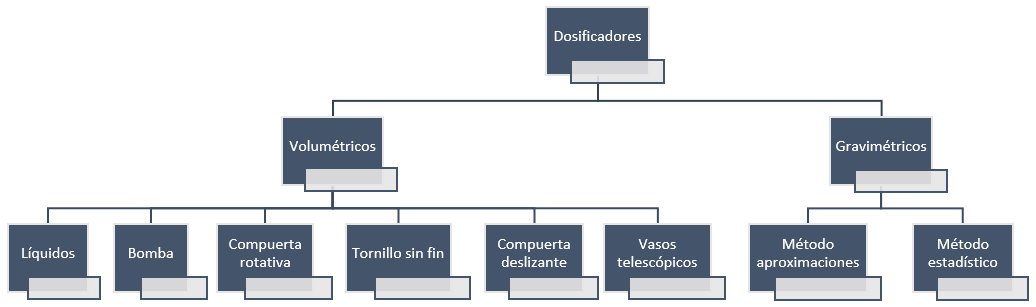 Dosificadores
Volumétricos
Gravimétricos
Líquidos
Bomba
Compuerta
rotativa
Tornillo sin fin
Compuerta
deslizante
Vasos
telescópicos
Método
aproximaciones
Método
estadístico